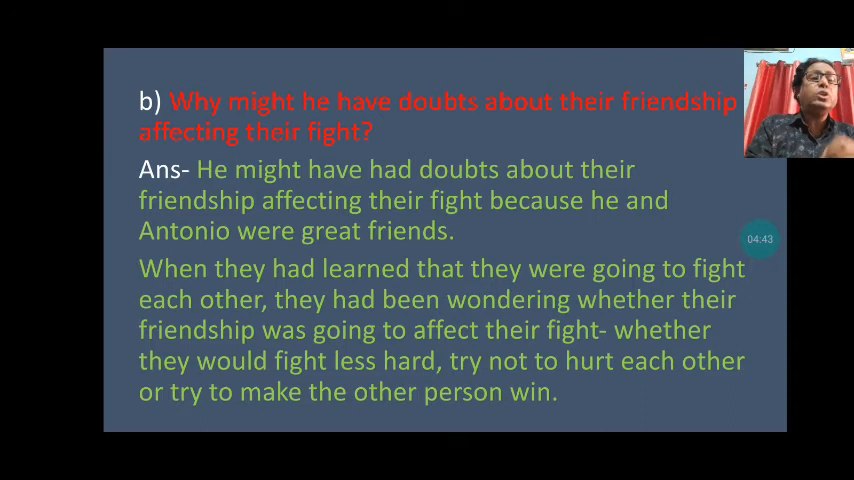 b) Why might he have doubts about their friendship
affecting their fight?
Ans- He might have had doubts about their
friendship affecting their fight because he and
Antonio were great friends.
When they had learned that they were going to fight
each other, they had been wondering whether their
friendship was going to affect their fight- whether
they would fight less hard, try not to hurt each other
or try to make the other person win.
04:43